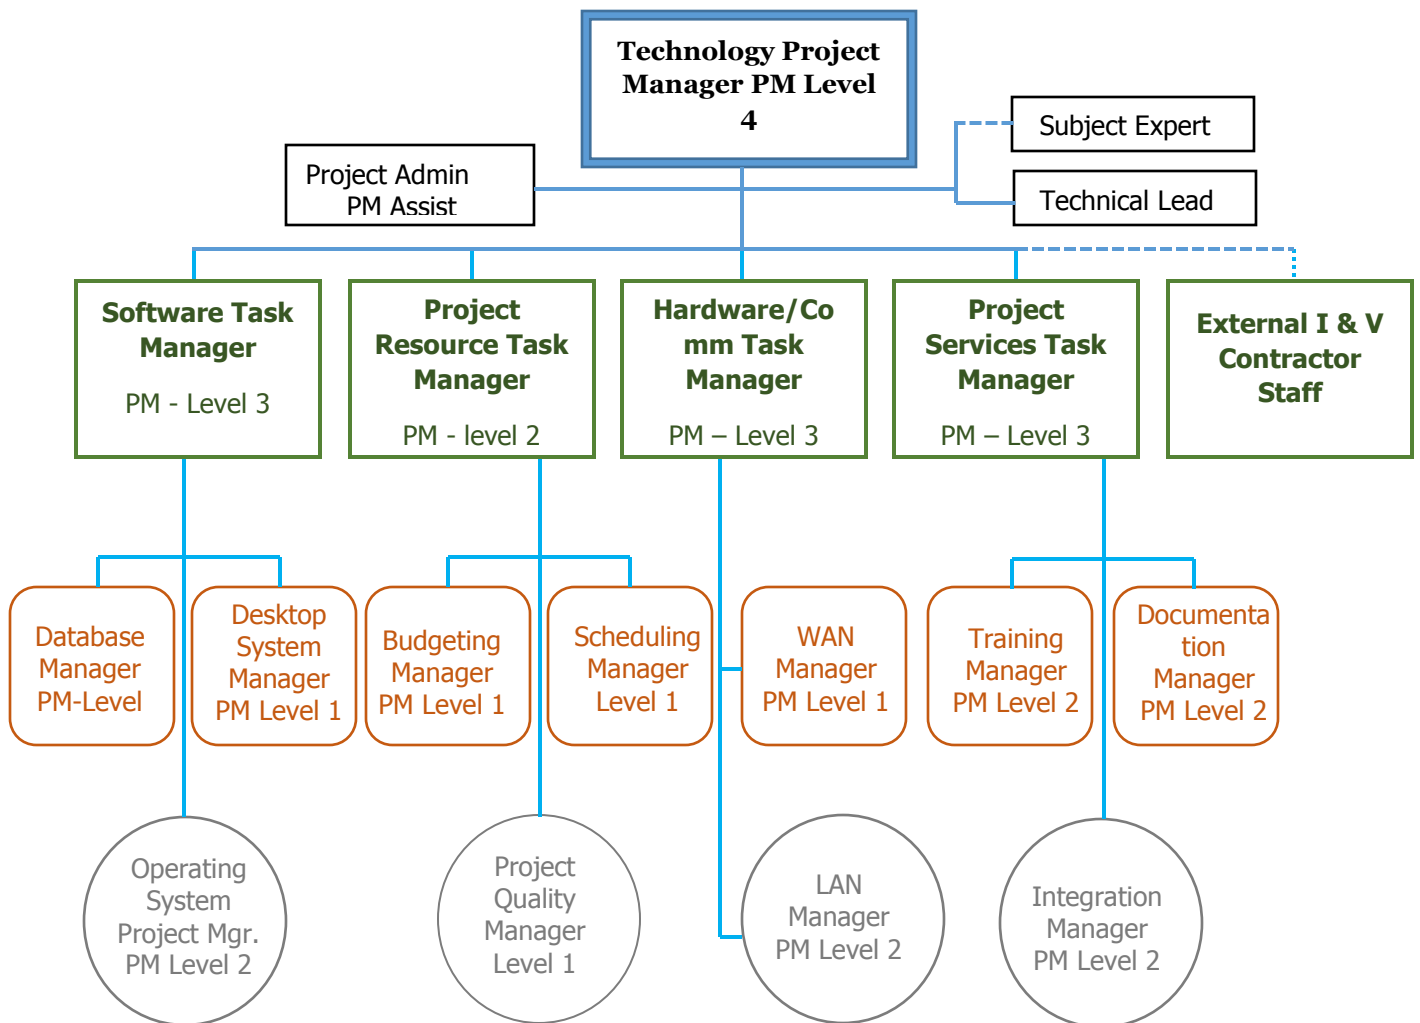 Technology Project
Manager PM Level
4
Subject Expert
Project Admin
PM Assist
Technical Lead
Software Task
Manager
PM - Level 3
Project
Resource Task
Manager
PM - level 2
Hardware/Co
mm Task
Manager
PM – Level 3
Project
Services Task
Manager
PM – Level 3
External I & V
Contractor
Staff
Database
Manager
PM-Level
Desktop
System
Manager
PM Level 1
Budgeting
Manager
PM Level 1
Scheduling
Manager
Level 1
WAN
Manager
PM Level 1
Training
Manager
PM Level 2
Documenta
tion
Manager
PM Level 2
Operating
System
Project Mgr.
PM Level 2
Project
Quality
Manager
Level 1
LAN
Manager
PM Level 2
Integration
Manager
PM Level 2